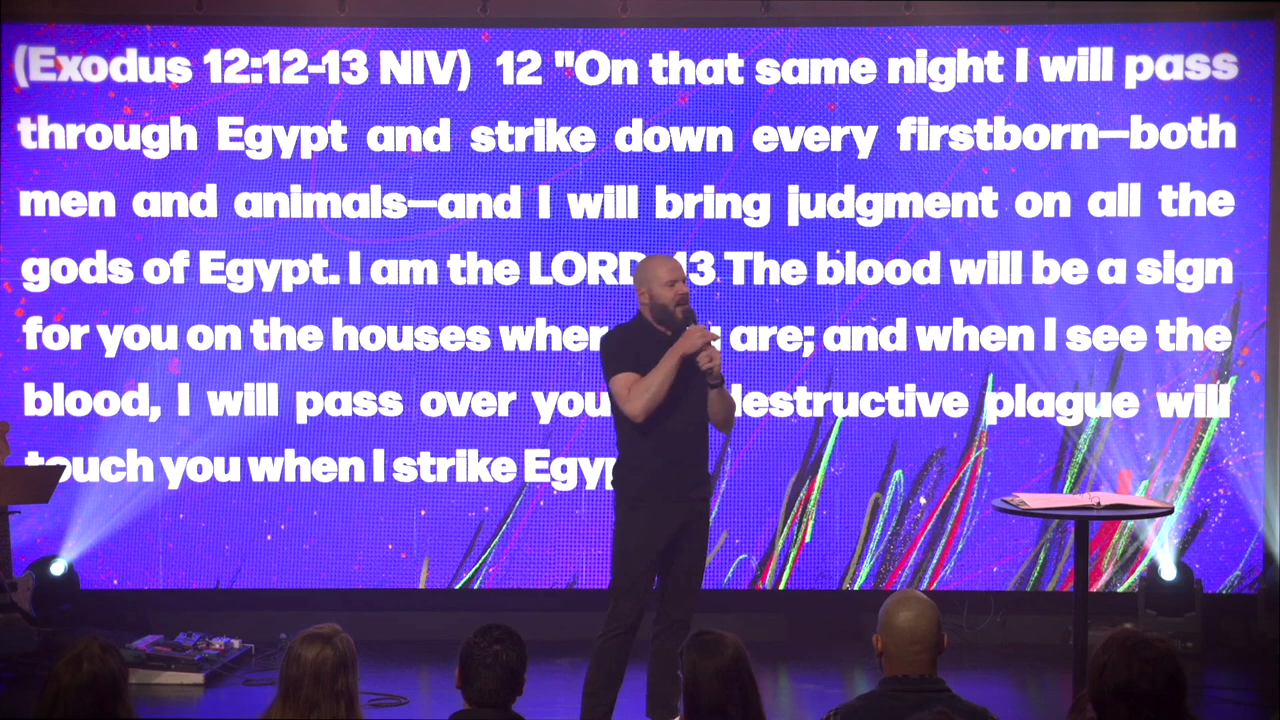 (Exodus 12:12-13 NIV) 12 "On that same night I will pass
through Egypt and strike down every firstborn—both
men and animals—and I will bring judgment on all the
gods of Egypt. I am the LORD 13 The blood will be a sign
for you on the houses are; and when I see the
blood, I will pass over destructive plague will
touch you when I strike